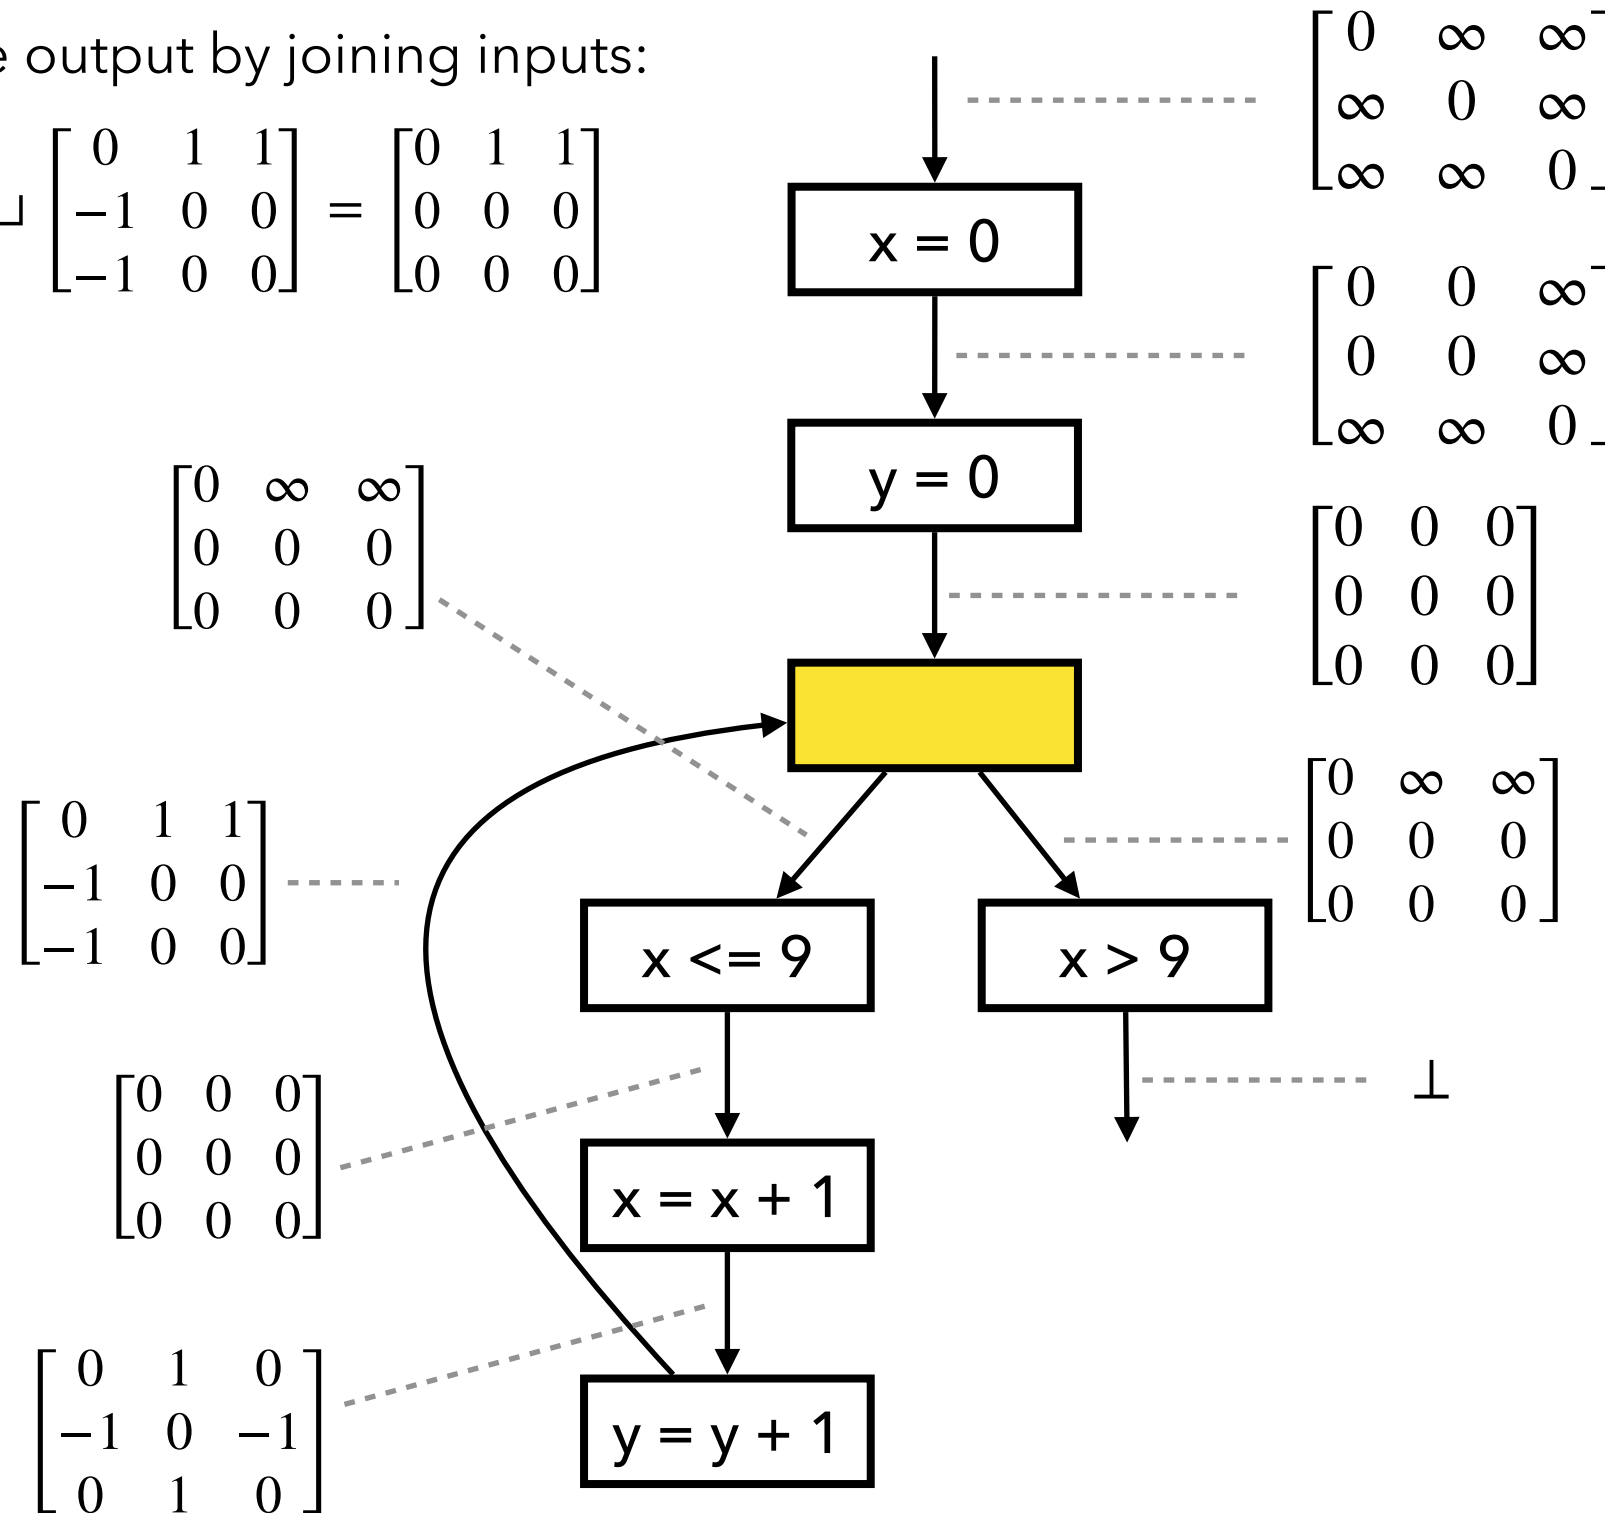 output by joining inputs:
⊔ [0 1 1
−1 0 0
−1 0 0] = [0 1 1
0 0 0
0 0 0]
[0 ∞ ∞
∞ 0 ∞
∞ ∞ 0]
x = 0
[0 0 ∞
0 0 ∞
∞ ∞ 0]
y = 0
[0 ∞ ∞
0 0 0
0 0 0]
[0 0 0
0 0 0
0 0 0]
[0 ∞ ∞
0 0 0
0 0 0]
[0 1 1
−1 0 0
−1 0 0]
x <= 9
x > 9
⊥
[0 0 0
0 0 0
0 0 0]
x = x + 1
[0 1 0
−1 0 −1
0 1 0]
y = y + 1